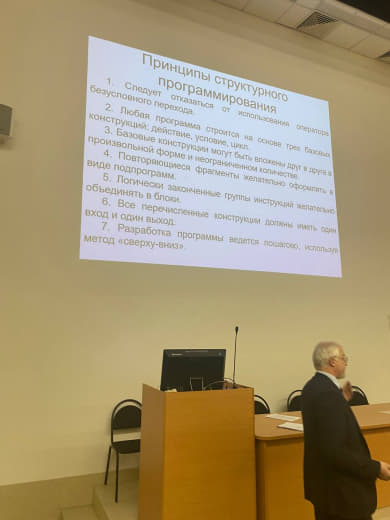 Принципы структурного
программирования
1. Следует отказаться от использования оператора
безусловного перехода.
2. Любая программа строится на основе трех базовых
конструкций: действие, условие, цикл.
3. Базовые конструкции могут быть вложены друг в друга в
произвольной форме и неограниченном количестве.
4. Повторяющиеся фрагменты желательно оформлять в
виде подпрограмм.
5. Логически законченные группы инструкций желательно
объединять в блоки.
6. Все перечисленные конструкции должны иметь один
вход и один выход.
7. Разработка программы ведется пошагово, используя
метод «сверху-вниз».